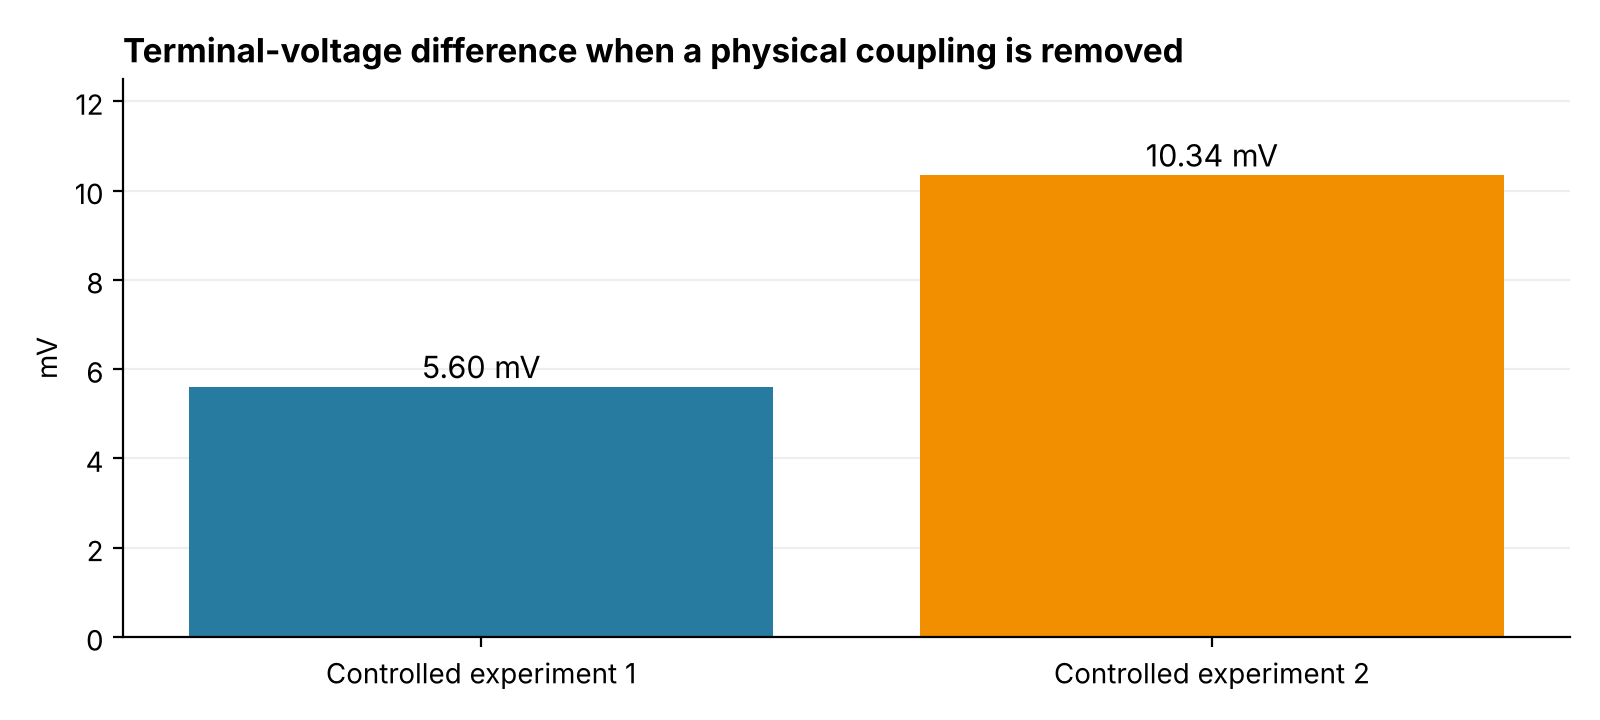 Terminal-voltage difference when a physical coupling is removed
12
10
8
6
4
2
0
mV
5.60 mV
10.34 mV
Controlled experiment 1
Controlled experiment 2